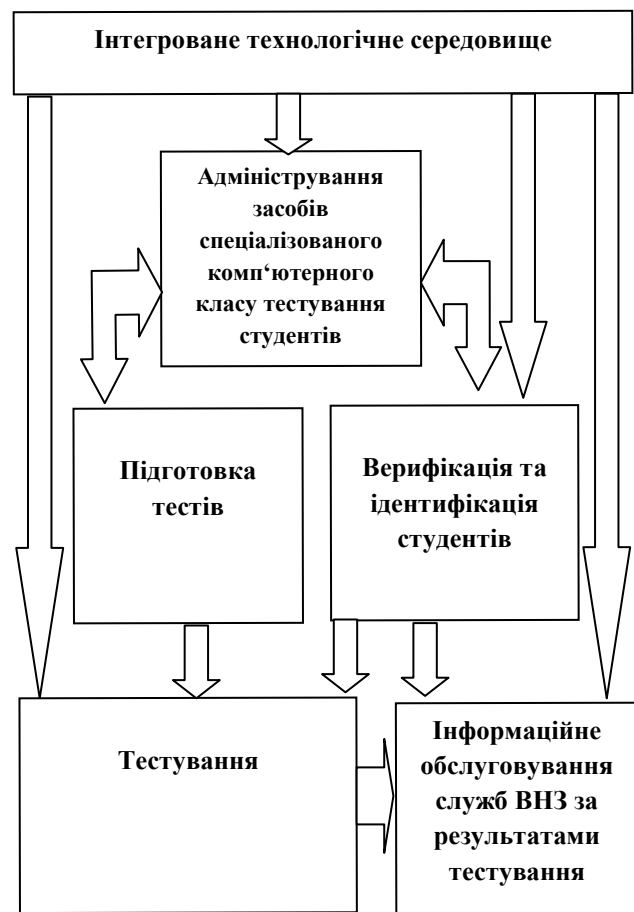 Інтегроване технологічне середовище
Адміністрування
засобів
спеціалізованого
комп‘ютерного
класу тестування
студентів
Підготовка
тестів
Верифікація та
ідентифікація
студентів
Тестування
Інформаційне
обслуговування
служб ВНЗ за
результатами
тестування